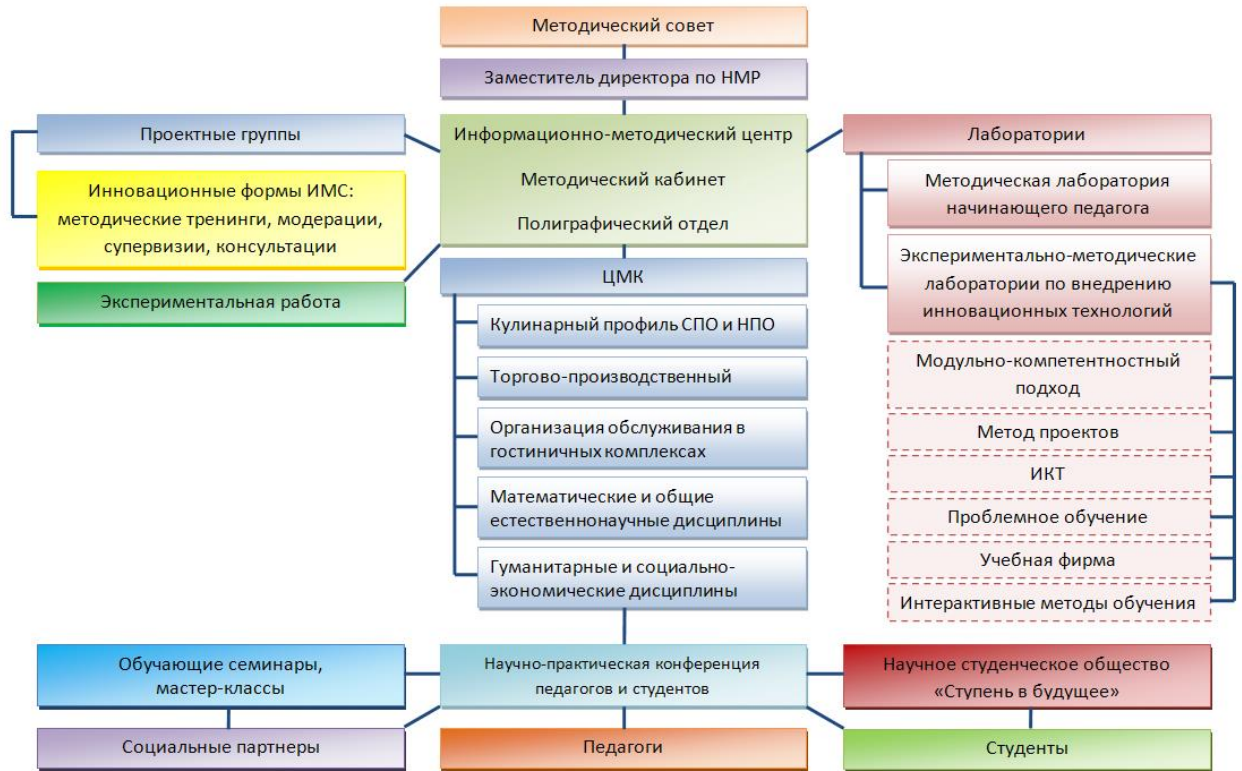 Методический совет
Заместитель директора по НМР
Проектные группы
Инновационные формы ИМС:
методические тренинги, модерации,
супервизии, консультации
Экспериментальная работа
Информационно-методический центр
Методический кабинет
Полиграфический отдел
ЦМК
Кулинарный профиль СПО и НПО
Торгово-производственный
Организация обслуживания в
гостиничных комплексах
Математические и общие
естественнонаучные дисциплины
Гуманитарные и социально-
экономические дисциплины
Лаборатории
Методическая лаборатория
начинающего педагога
Экспериментально-методические
лаборатории по внедрению
инновационных технологий
Модульно-компетентностный
подход
Метод проектов
ИКТ
Проблемное обучение
Учебная фирма
Интерактивные методы обучения
Обучающие семинары,
мастер-классы
Научно-практическая конференция
педагогов и студентов
Научное студенческое общество
«Ступень в будущее»
Социальные партнеры
Педагоги
Студенты